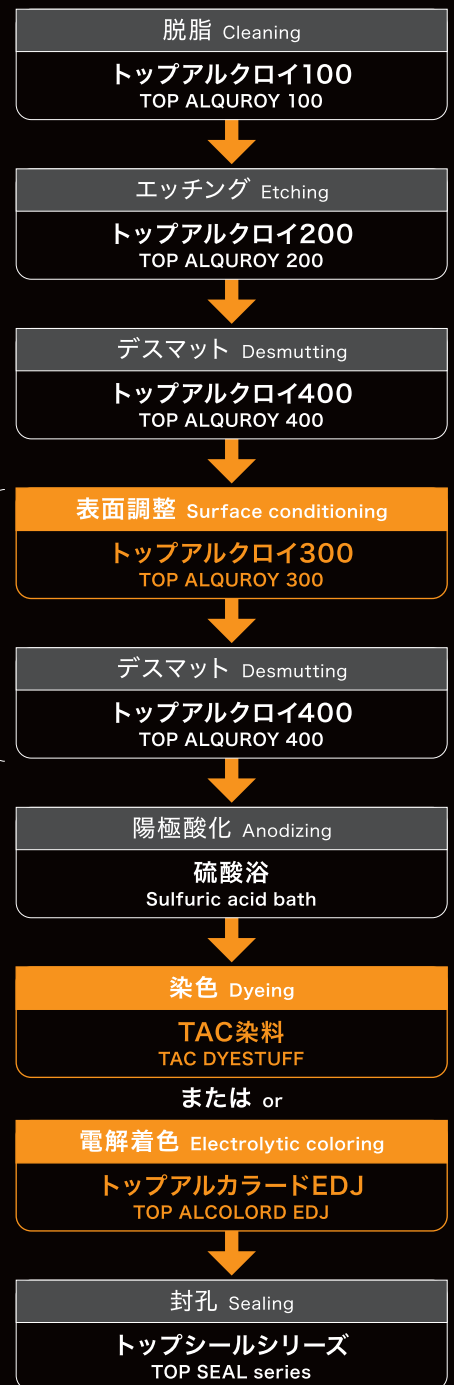 脱脂 Cleaning
トップアルクロイ100
TOP ALQUROY 100
エッチング Etching
トップアルクロイ200
TOP ALQUROY 200
デスマット Desmutting
トップアルクロイ400
TOP ALQUROY 400
表面調整 Surface conditioning
トップアルクロイ300
TOP ALQUROY 300
デスマット Desmutting
トップアルクロイ400
TOP ALQUROY 400
陽極酸化 Anodizing
硫酸浴
Sulfuric acid bath
染色 Dyeing
TAC染料
TAC DYESTUFF
または or
電解着色 Electrolytic coloring
トップアルカラードEDJ
TOP ALCOLORD EDJ
封孔 Sealing
トップシールシリーズ
TOP SEAL series